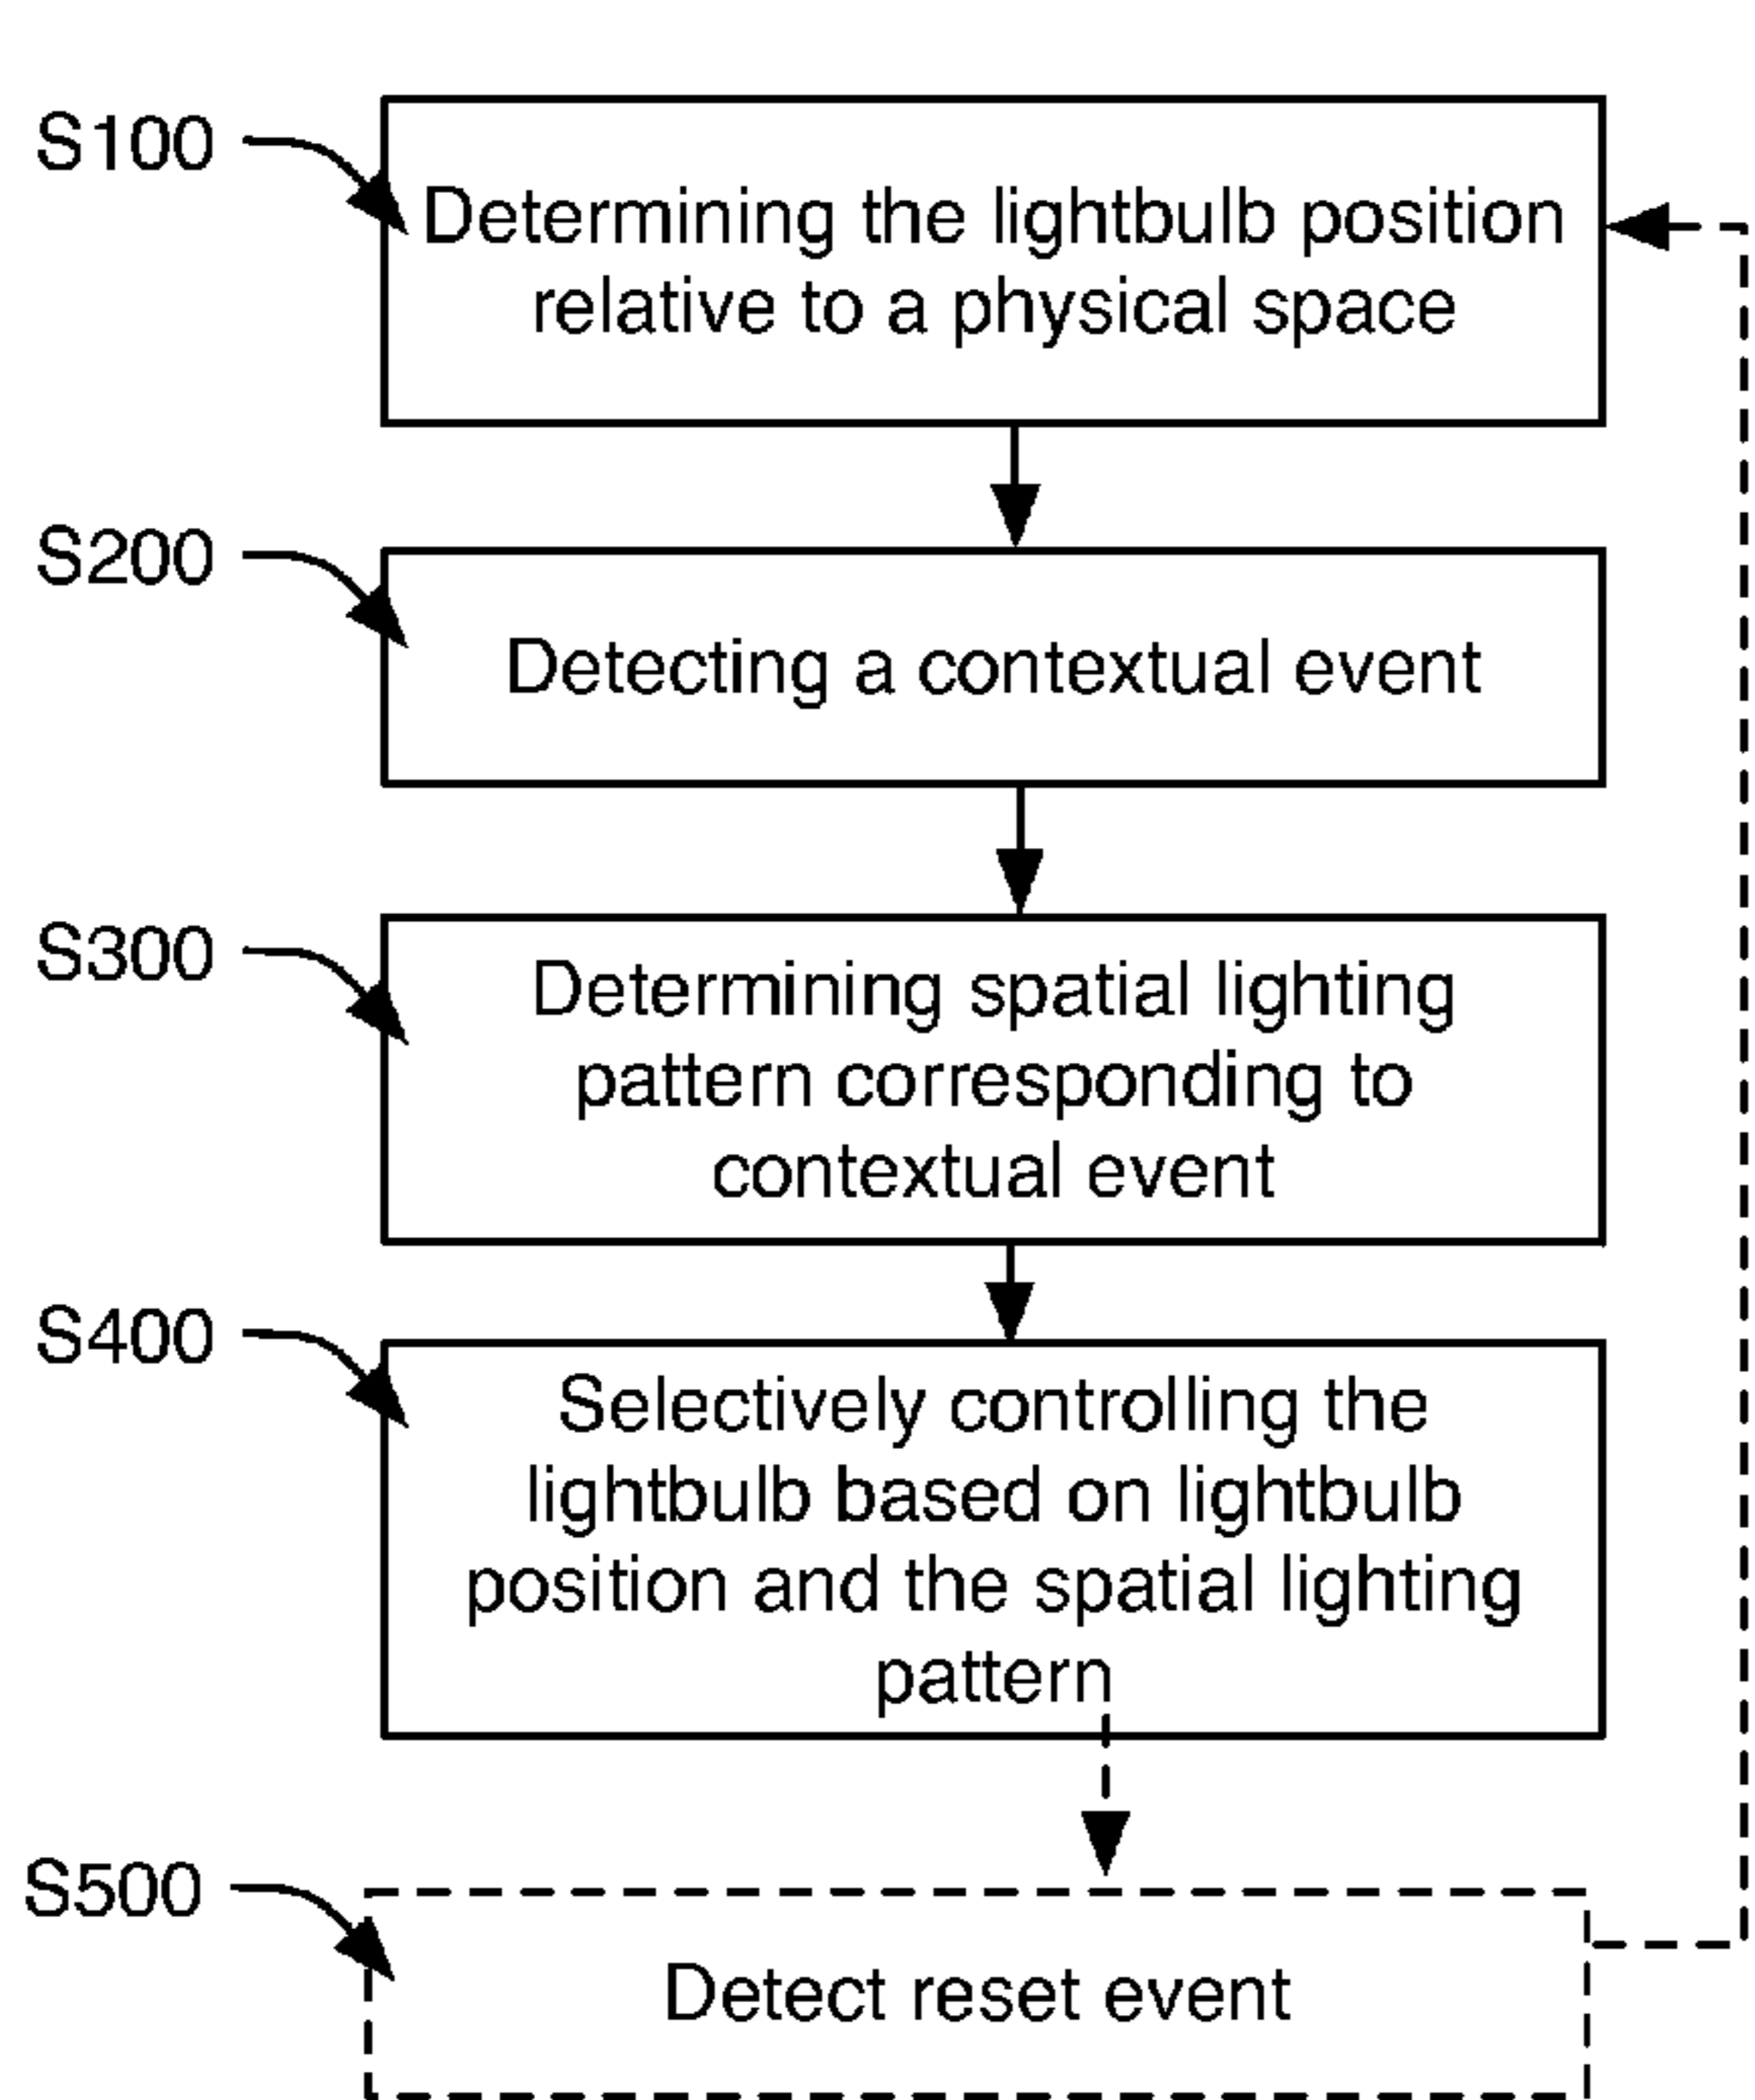 S100
Determining the lightbulb position
relative to a physical space
S200
Detecting a contextual event
S300
Determining spatial lighting
pattern corresponding to
contextual event
S400
Selectively controlling the
lightbulb based on lightbulb
position and the spatial lighting
pattern
S500
Detect reset event